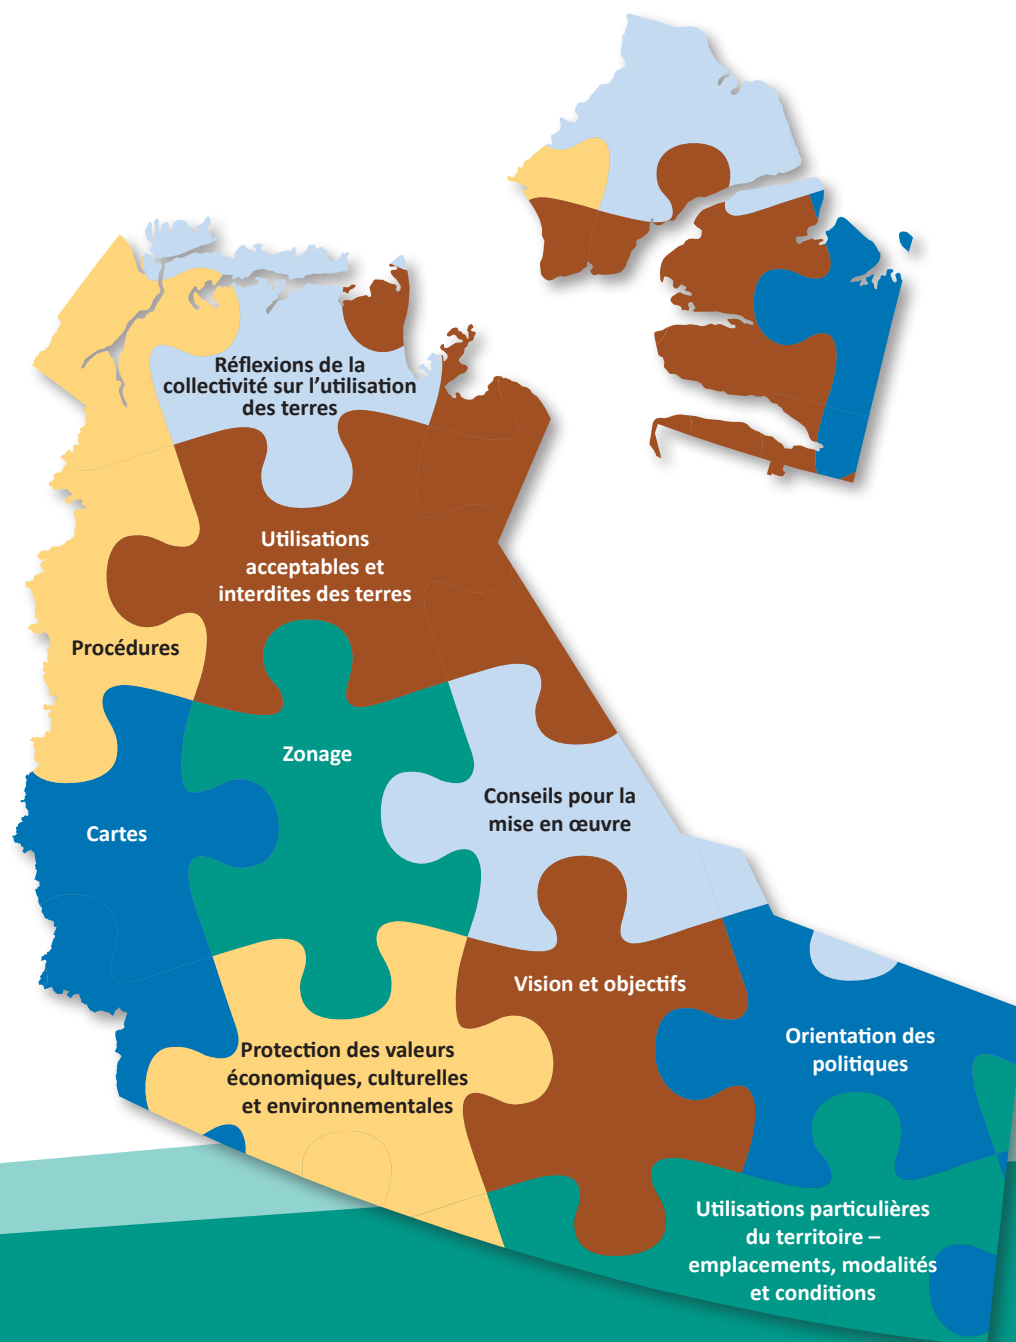 Réflexions de la
collectivité sur l’utilisation
des terres
Utilisations
acceptables et
interdites des terres
Procédures
Zonage
Conseils pour la
mise en œuvre
Cartes
Vision et objectifs
Orientation des
politiques
Protection des valeurs
économiques, culturelles
et environnementales
Utilisations particulières
du territoire –
emplacements, modalités
et conditions